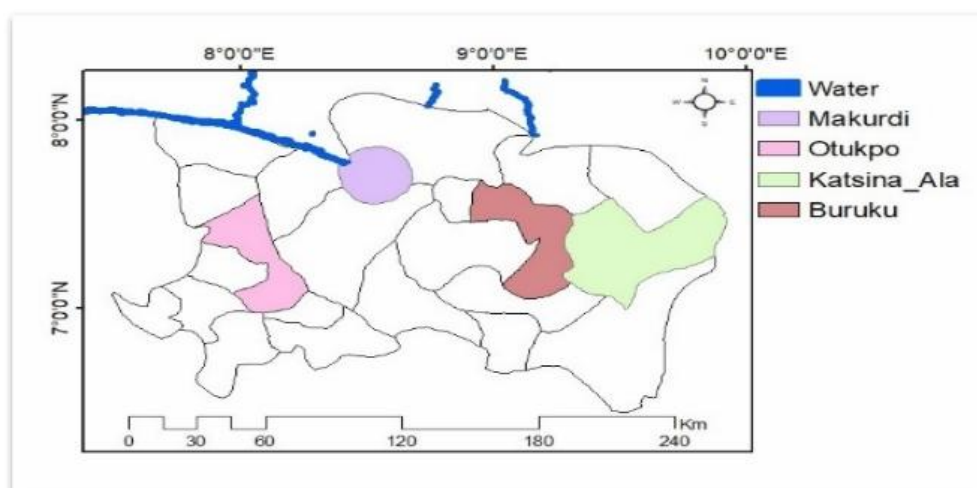 8°0'0"E 9°0'0"E 10°0'0"E
8°0'0"N
7°0'0"N
N
W E
S
Water
Makurdi
Otukpo
Katsina_Ala
Buruku
Km
0 30 60 120 180 240